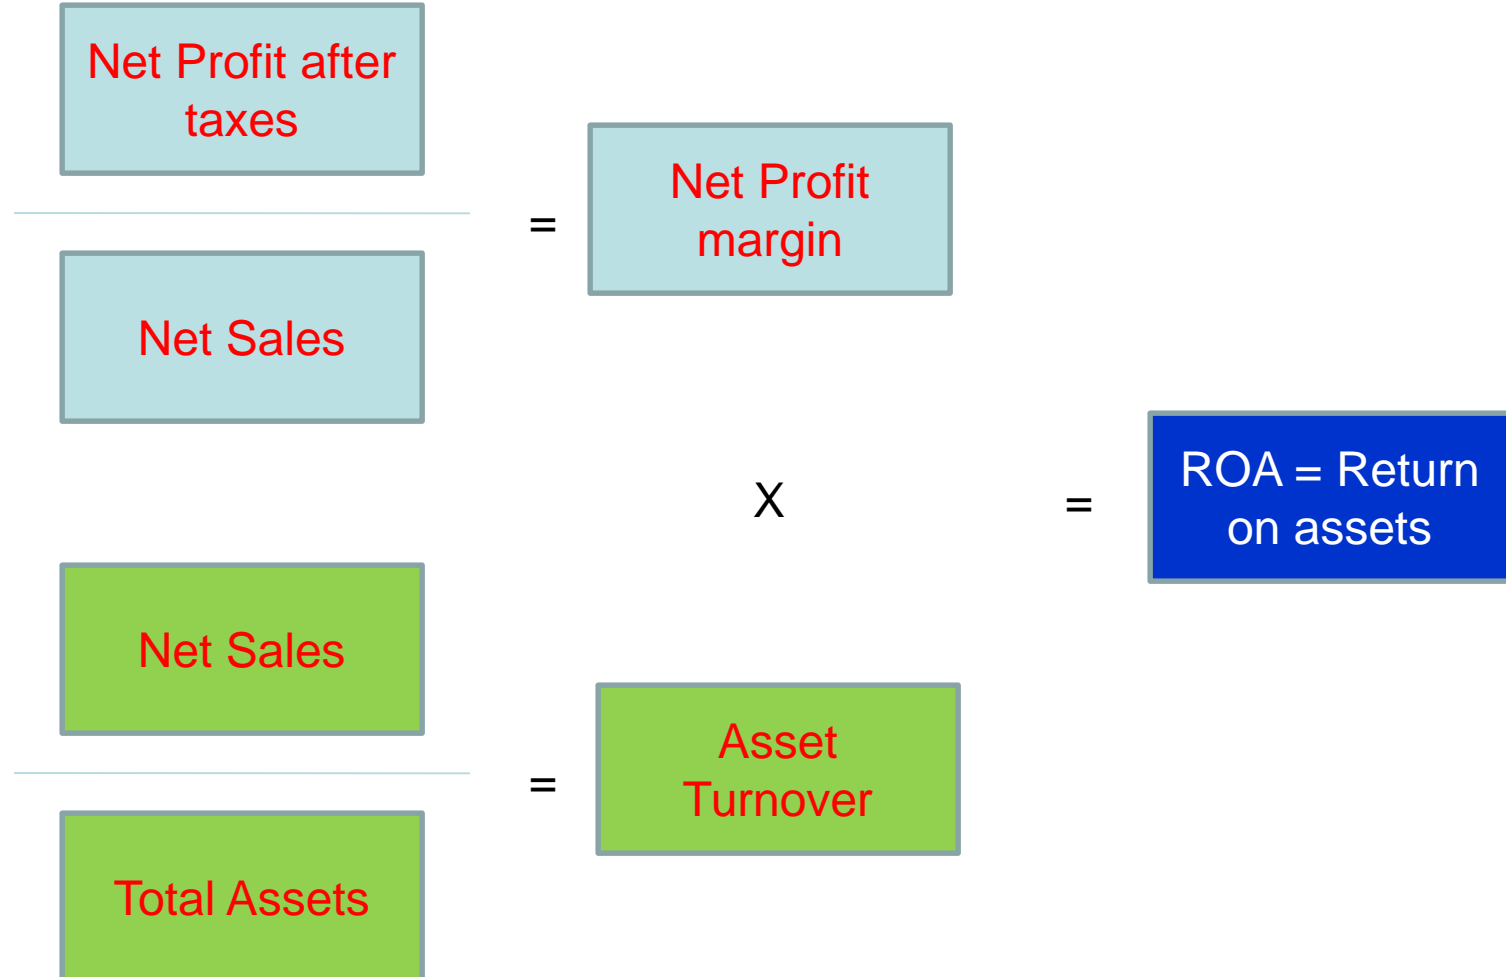 Net Profit after
taxes
=
Net Profit
margin
Net Sales
X
=
ROA = Return
on assets
Net Sales
=
Asset
Turnover
Total Assets